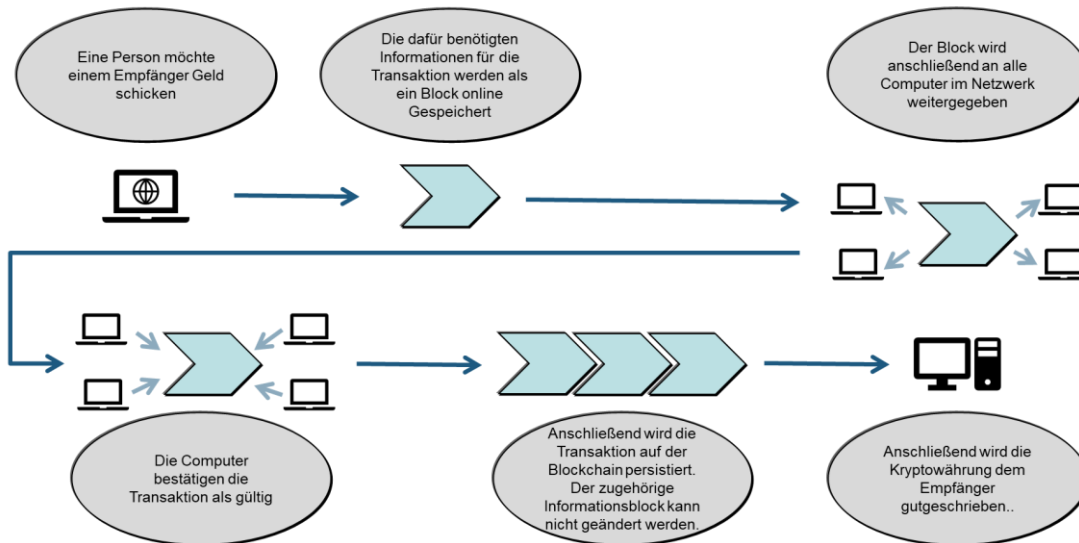 Eine Person möchte
einem Empfänger Geld
schicken
Die dafür benötigten
Informationen für die
Transaktion werden als
ein Block online
Gespeichert
Der Block wird
anschließend an alle
Computer im Netzwerk
weitergegeben
Die Computer
bestätigen die
Transaktion als gültig
Anschließend wird die
Transaktion auf der
Blockchain persistiert.
Der zugehörige
Informationsblock kann
nicht geändert werden.
Anschließend wird die
Kryptowährung dem
Empfänger
gutgeschrieben..